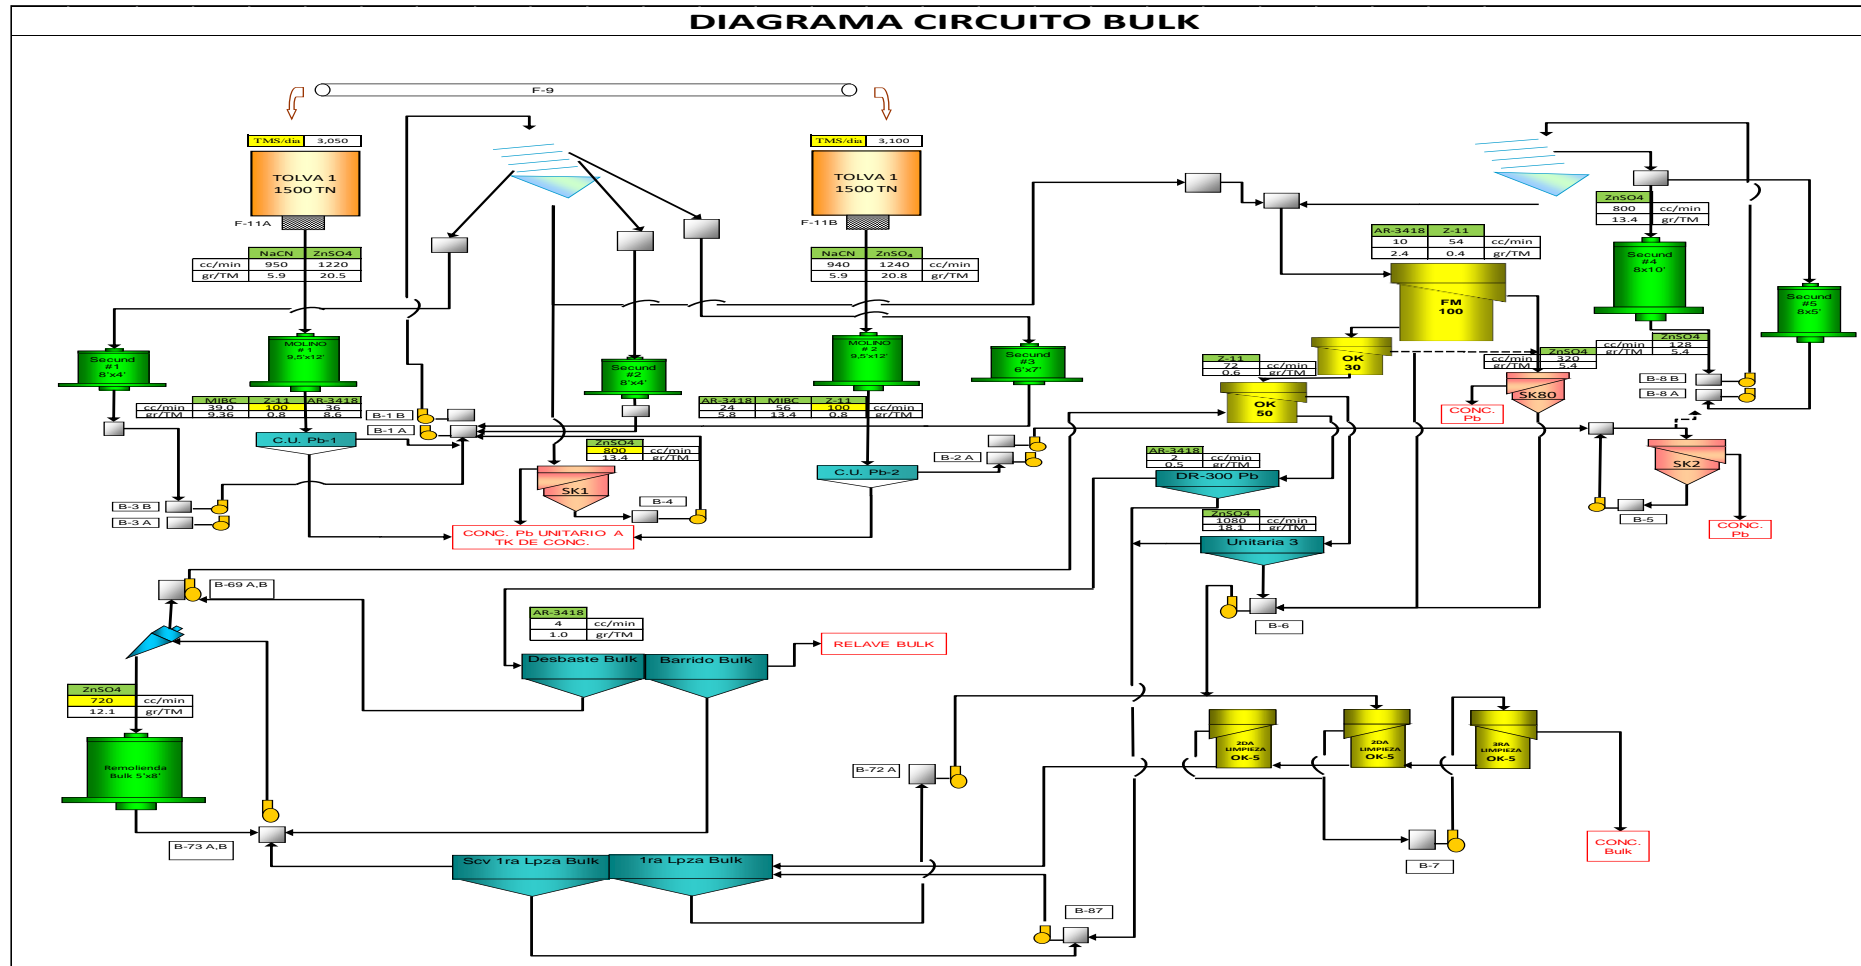 DIAGRAMA CIRCUITO BULK
F-9
TMS/dia 3,050
TOLVA 1
1500 TN
F-11A
NaCN ZnSO4
cc/min 950 1220
gr/TM 5.9 20.5
TMS/dia 3,100
TOLVA 1
1500 TN
F-11B
NaCN ZnSO₄
940 1240 cc/min
5.9 20.8 gr/TM
ZnSO4
800 cc/min
13.4 gr/TM
AR-3418 Z-11
10 54 cc/min
2.4 0.4 gr/TM
Secund
#4
8x10'
Secund
#5
8x5'
FM
100
OK
30
OK
50
Secund
#1
8'x4'
MOLINO
# 1
9,5'x12'
Secund
#2
8'x4'
MOLINO
# 2
9,5'x12'
Secund
#3
6'x7'
ZnSO4
cc/min 128
gr/TM 5.4
ZnSO4
cc/min 320
gr/TM 5.4
Z-11
72 cc/min
0.6 gr/TM
B-8 B
B-8 A
SK80
CONC.
Pb
MIBC Z-11 AR-3418
cc/min 39.0 100 36
gr/TM 9.36 0.8 8.6
AR-3418 MIBC Z-11
24 56 100 cc/min
5.8 13.4 0.8 gr/TM
B-1 B
B-1 A
C.U. Pb-1
ZnSO4
800 cc/min
13.4 gr/TM
B-2 A
C.U. Pb-2
AR-3418
2 cc/min
0.5 gr/TM
DR-300 Pb
SK2
SK1
B-4
B-3 B
B-3 A
B-5
CONC.
Pb
CONC. Pb UNITARIO A
TK DE CONC.
ZnSO4
1080 cc/min
18.1 gr/TM
Unitaria 3
B-69 A,B
AR-3418
4 cc/min
1.0 gr/TM
B-6
RELAVE BULK
Desbaste Bulk
Barrido Bulk
ZnSO4
720 cc/min
12.1 gr/TM
Remolienda
Bulk 5'x8'
2DA
LIMPIEZA
OK-5
2DA
LIMPIEZA
OK-5
3RA
LIMPIEZA
OK-5
B-72 A
B-73 A,B
B-7
CONC.
Bulk
Scv 1ra Lpza Bulk
1ra Lpza Bulk
B-87